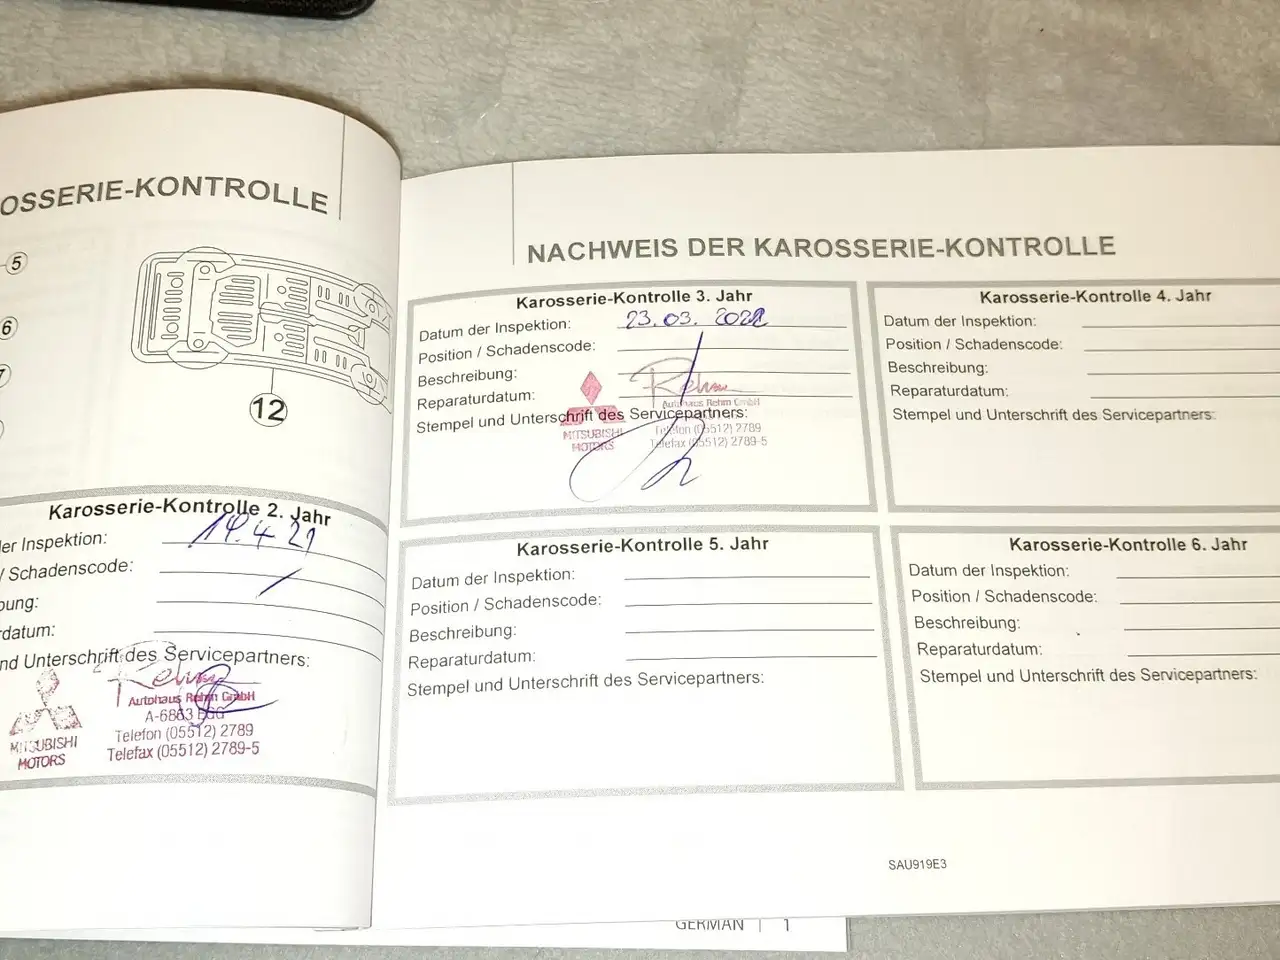 OSSERIE-KONTROLLE
5
6
7
12
Karosserie-Kontrolle 2. Jahr
er Inspektion: 19.4 21
/ Schadenscode:
bung:
rdatum:
nd Unterschrift des Servicepartners:
MITSUBISHI
MOTORS
Rehm
Autohaus Rehm GmbH
A-6863 EGG
Telefon (05512) 2789
Telefax (05512) 2789-5
NACHWEIS DER KAROSSERIE-KONTROLLE
Karosserie-Kontrolle 3. Jahr
Datum der Inspektion: 23.03. 2022
Position / Schadenscode:
Beschreibung:
Reparaturdatum:
Stempel und Unterschrift des Servicepartners:
MITSUBISHI
MOTORS
Rehm
Autohaus Rehm GmbH
Telefon (05512) 2789
Telefax (05512) 2789-5
Karosserie-Kontrolle 4. Jahr
Datum der Inspektion:
Position / Schadenscode:
Beschreibung:
Reparaturdatum:
Stempel und Unterschrift des Servicepartners:
Karosserie-Kontrolle 5. Jahr
Datum der Inspektion:
Position / Schadenscode:
Beschreibung:
Reparaturdatum:
Stempel und Unterschrift des Servicepartners:
Karosserie-Kontrolle 6. Jahr
Datum der Inspektion:
Position / Schadenscode:
Beschreibung:
Reparaturdatum:
Stempel und Unterschrift des Servicepartners:
SAU919E3
GERMAN | 1